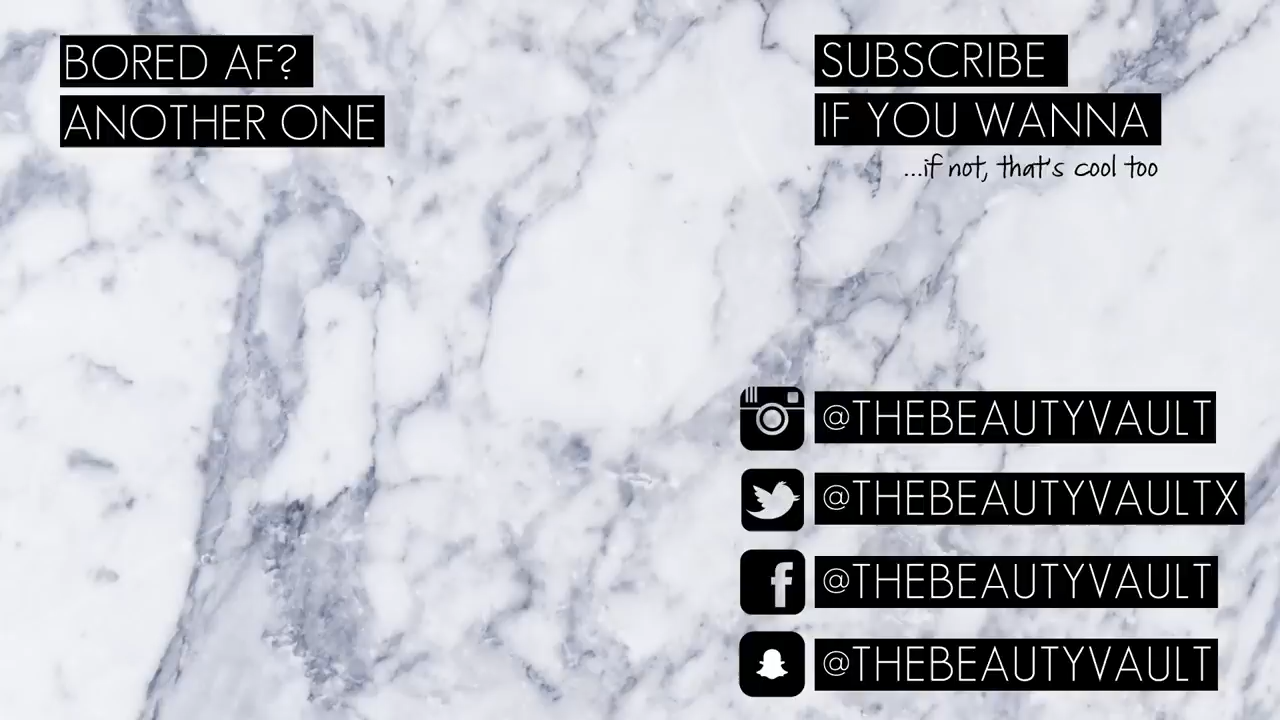 BORED AF?
ANOTHER ONE
SUBSCRIBE
IF YOU WANNA
...if not, that's cool too
@THEBEAUTYVAULT
@THEBEAUTYVAULTX
@THEBEAUTYVAULT
@THEBEAUTYVAULT